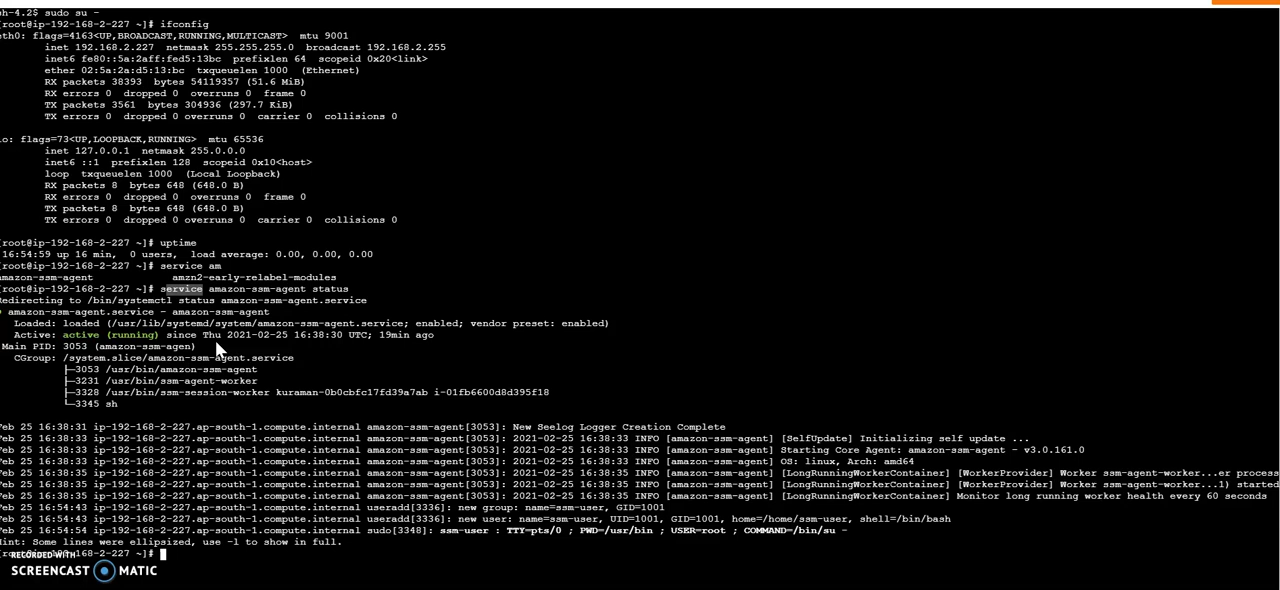 sh-4.2$ sudo su -
[root@ip-192-168-2-227 ~]# ifconfig
eth0: flags=4163<UP,BROADCAST,RUNNING,MULTICAST>  mtu 9001
inet 192.168.2.227  netmask 255.255.255.0  broadcast 192.168.2.255
inet6 fe80::5a:2aff:fed5:13bc  prefixlen 64  scopeid 0x20<link>
ether 02:5a:2a:d5:13:bc  txqueuelen 1000  (Ethernet)
RX packets 38393  bytes 54119357 (51.6 MiB)
RX errors 0  dropped 0  overruns 0  frame 0
TX packets 3561  bytes 304936 (297.7 KiB)
TX errors 0  dropped 0 overruns 0  carrier 0  collisions 0
lo: flags=73<UP,LOOPBACK,RUNNING>  mtu 65536
inet 127.0.0.1  netmask 255.0.0.0
inet6 ::1  prefixlen 128  scopeid 0x10<host>
loop  txqueuelen 1000  (Local Loopback)
RX packets 8  bytes 648 (648.0 B)
RX errors 0  dropped 0  overruns 0  frame 0
TX packets 8  bytes 648 (648.0 B)
TX errors 0  dropped 0 overruns 0  carrier 0  collisions 0
[root@ip-192-168-2-227 ~]# uptime
16:54:59 up 16 min,  0 users,  load average: 0.00, 0.00, 0.00
[root@ip-192-168-2-227 ~]# service am
amazon-ssm-agent  amzn2-early-relabel-modules
[root@ip-192-168-2-227 ~]# service amazon-ssm-agent status
Redirecting to /bin/systemctl status amazon-ssm-agent.service
● amazon-ssm-agent.service - amazon-ssm-agent
Loaded: loaded (/usr/lib/systemd/system/amazon-ssm-agent.service; enabled; vendor preset: enabled)
Active: active (running) since Thu 2021-02-25 16:38:30 UTC; 19min ago
Main PID: 3053 (amazon-ssm-agen)
CGroup: /system.slice/amazon-ssm-agent.service
├─3053 /usr/bin/amazon-ssm-agent
├─3231 /usr/bin/ssm-agent-worker
├─3328 /usr/bin/ssm-session-worker kuraman-0b0cbfc17fd39a7ab i-01fb6600d8d395f18
└─3345 sh
Feb 25 16:38:31 ip-192-168-2-227.ap-south-1.compute.internal amazon-ssm-agent[3053]: New Seelog Logger Creation Complete
Feb 25 16:38:33 ip-192-168-2-227.ap-south-1.compute.internal amazon-ssm-agent[3053]: 2021-02-25 16:38:33 INFO [amazon-ssm-agent] [SelfUpdate] Initializing self update ...
Feb 25 16:38:33 ip-192-168-2-227.ap-south-1.compute.internal amazon-ssm-agent[3053]: 2021-02-25 16:38:33 INFO [amazon-ssm-agent] Starting Core Agent: amazon-ssm-agent - v3.0.161.0
Feb 25 16:38:33 ip-192-168-2-227.ap-south-1.compute.internal amazon-ssm-agent[3053]: 2021-02-25 16:38:33 INFO [amazon-ssm-agent] OS: linux, Arch: amd64
Feb 25 16:38:35 ip-192-168-2-227.ap-south-1.compute.internal amazon-ssm-agent[3053]: 2021-02-25 16:38:35 INFO [amazon-ssm-agent] [LongRunningWorkerContainer] [WorkerProvider] Worker ssm-agent-worker...er process
Feb 25 16:38:35 ip-192-168-2-227.ap-south-1.compute.internal amazon-ssm-agent[3053]: 2021-02-25 16:38:35 INFO [amazon-ssm-agent] [LongRunningWorkerContainer] [WorkerProvider] Worker ssm-agent-worker...1) started
Feb 25 16:38:35 ip-192-168-2-227.ap-south-1.compute.internal amazon-ssm-agent[3053]: 2021-02-25 16:38:35 INFO [amazon-ssm-agent] [LongRunningWorkerContainer] Monitor long running worker health every 60 seconds
Feb 25 16:54:43 ip-192-168-2-227.ap-south-1.compute.internal useradd[3336]: new group: name=ssm-user, GID=1001
Feb 25 16:54:43 ip-192-168-2-227.ap-south-1.compute.internal useradd[3336]: new user: name=ssm-user, UID=1001, GID=1001, home=/home/ssm-user, shell=/bin/bash
Feb 25 16:54:54 ip-192-168-2-227.ap-south-1.compute.internal sudo[3348]: ssm-user : TTY=pts/0 ; PWD=/usr/bin ; USER=root ; COMMAND=/bin/su -
Hint: Some lines were ellipsized, use -l to show in full.
168-2-227 ~]#
RECORDED WITH
SCREENCAST MATIC